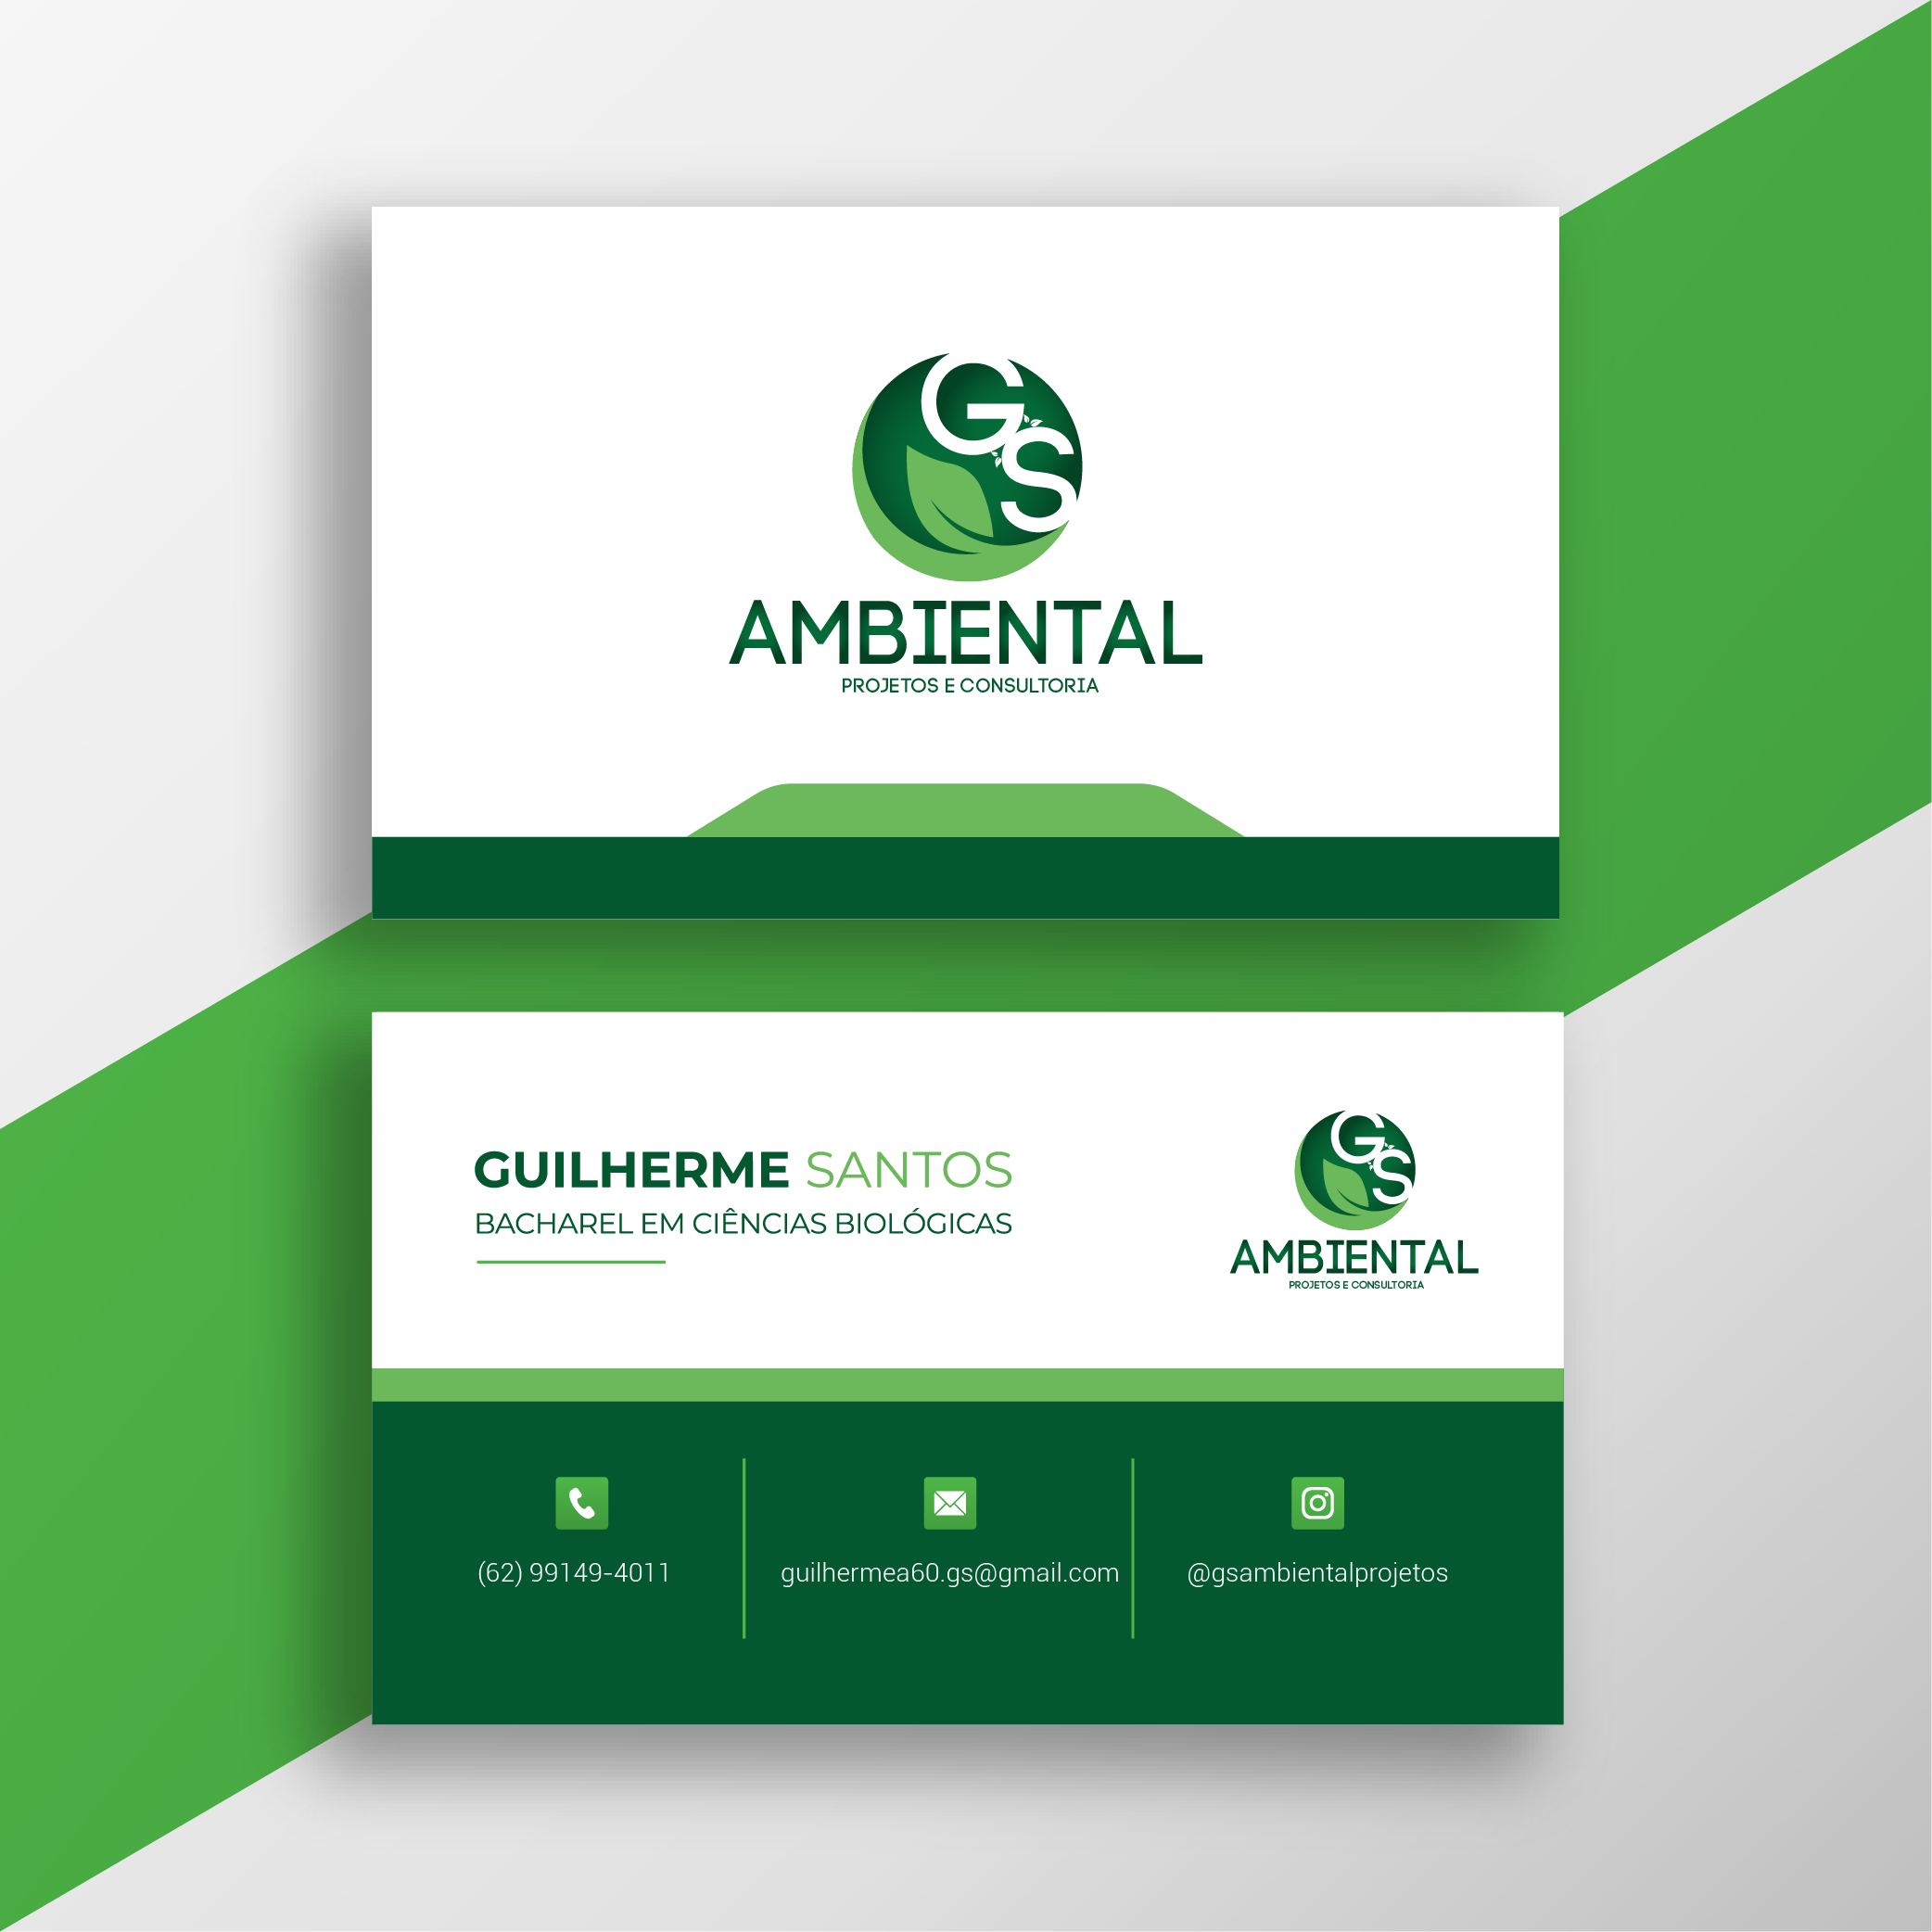 GS
AMBIENTAL
PROJETOS E CONSULTORIA
GUILHERME SANTOS
BACHAREL EM CIÊNCIAS BIOLÓGICAS
GS
AMBIENTAL
PROJETOS E CONSULTORIA
(62) 99149-4011
guilhermea60.gs@gmail.com
@gsambientalprojetos